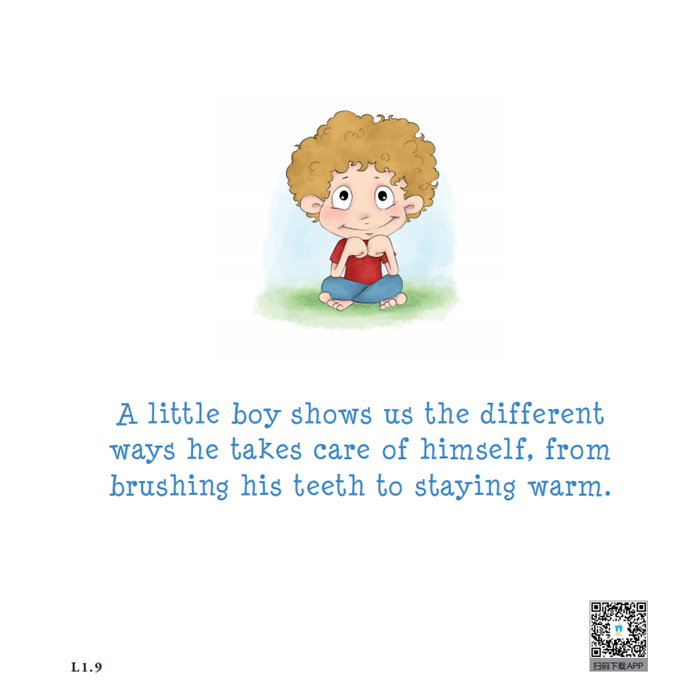 A little boy shows us the different
ways he takes care of himself, from
brushing his teeth to staying warm.
L1.9
扫码下载APP